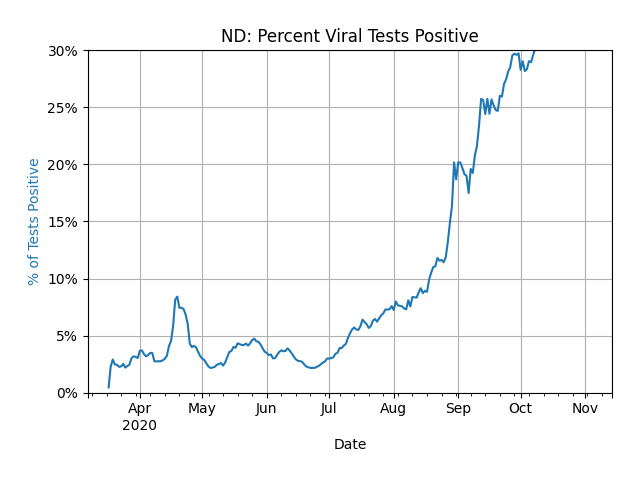 ND: Percent Viral Tests Positive
30%
25%
20%
15%
10%
5%
0%
% of Tests Positive
Apr May Jun Jul Aug Sep Oct Nov
2020
Date